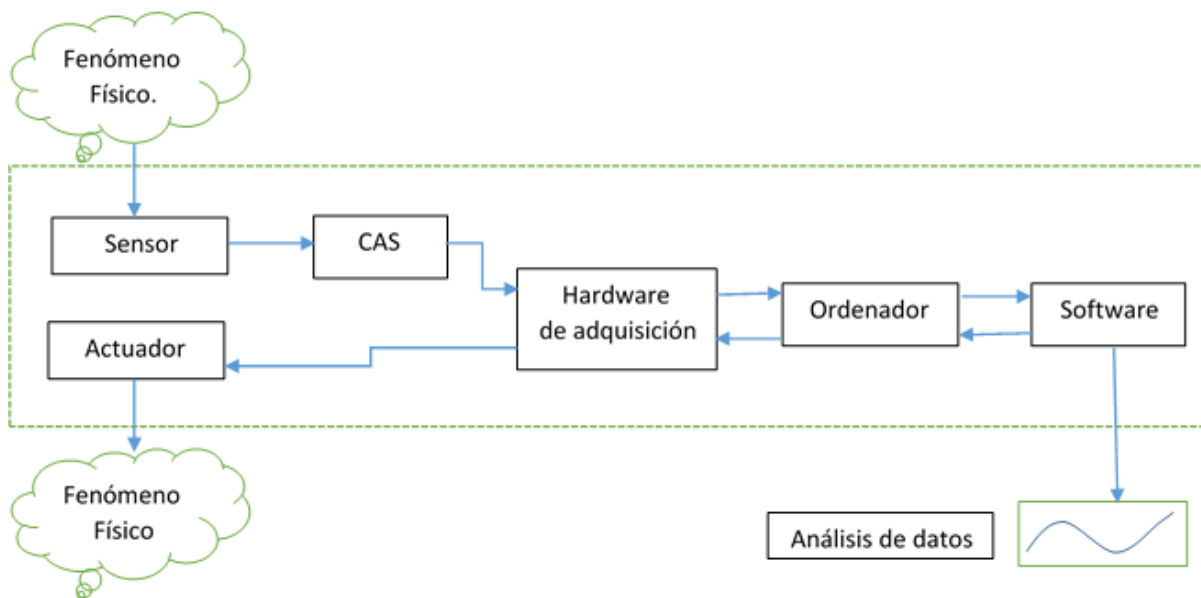 Fenómeno
Físico.
Sensor
CAS
Hardware
de adquisición
Ordenador
Software
Actuador
Fenómeno
Físico
Análisis de datos